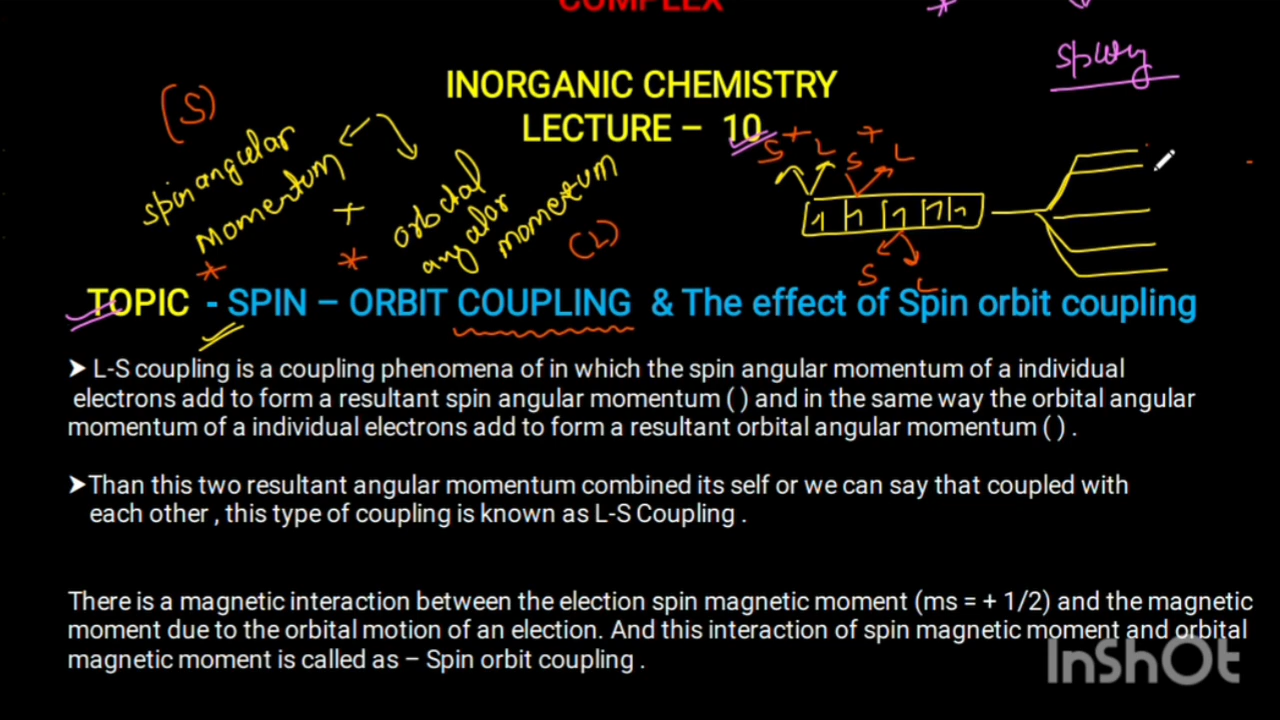 COMPLEX
INORGANIC CHEMISTRY
LECTURE – 10
(S)
spin angular
Momentum
+
orbital
angular
momentum
(L)
S + L
S + L
S L
TOPIC - SPIN – ORBIT COUPLING & The effect of Spin orbit coupling
➤ L-S coupling is a coupling phenomena of in which the spin angular momentum of a individual
electrons add to form a resultant spin angular momentum ( ) and in the same way the orbital angular
momentum of a individual electrons add to form a resultant orbital angular momentum ( ) .
➤Than this two resultant angular momentum combined its self or we can say that coupled with
each other , this type of coupling is known as L-S Coupling .
There is a magnetic interaction between the election spin magnetic moment (ms = + 1/2) and the magnetic
moment due to the orbital motion of an election. And this interaction of spin magnetic moment and orbital
magnetic moment is called as – Spin orbit coupling .
InShOt